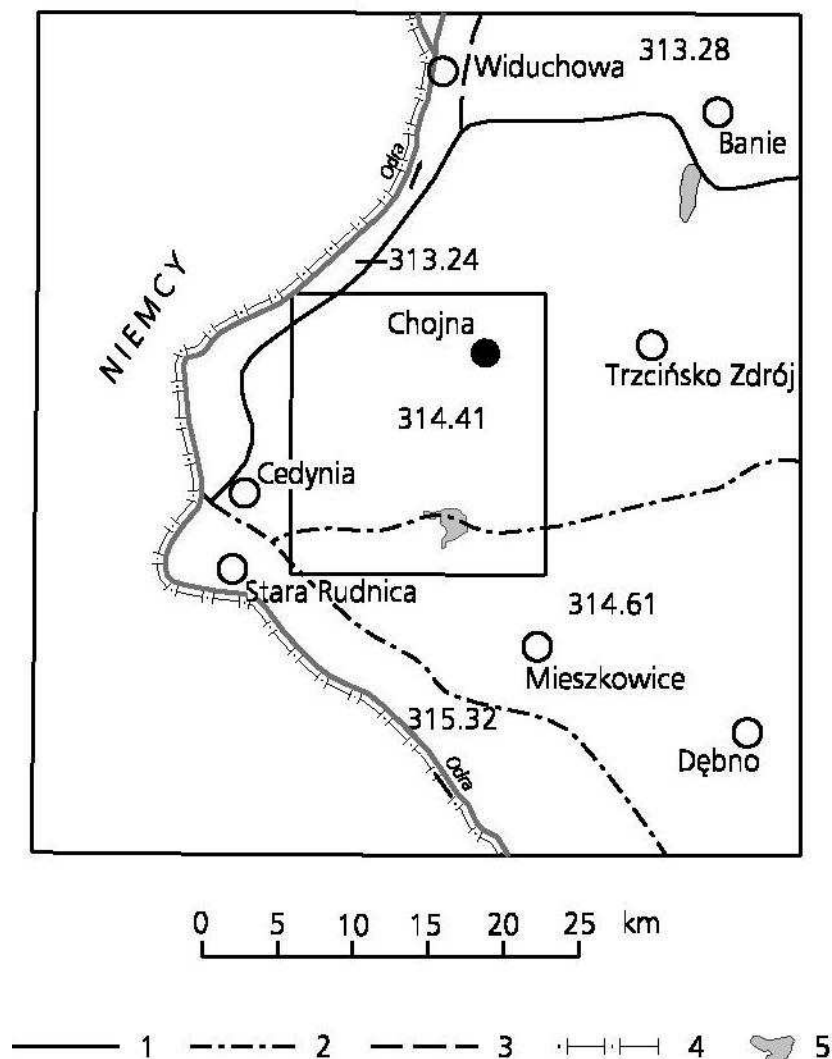 313.28
Widuchowa
Banie
Odra
313.24
NIEMCY
Chojna
Trzcińsko Zdrój
314.41
Cedynia
Stara Rudnica
314.61
Mieszkowice
315.32
Dębno
Odra
0 5 10 15 20 25 km
1 2 3 4 5